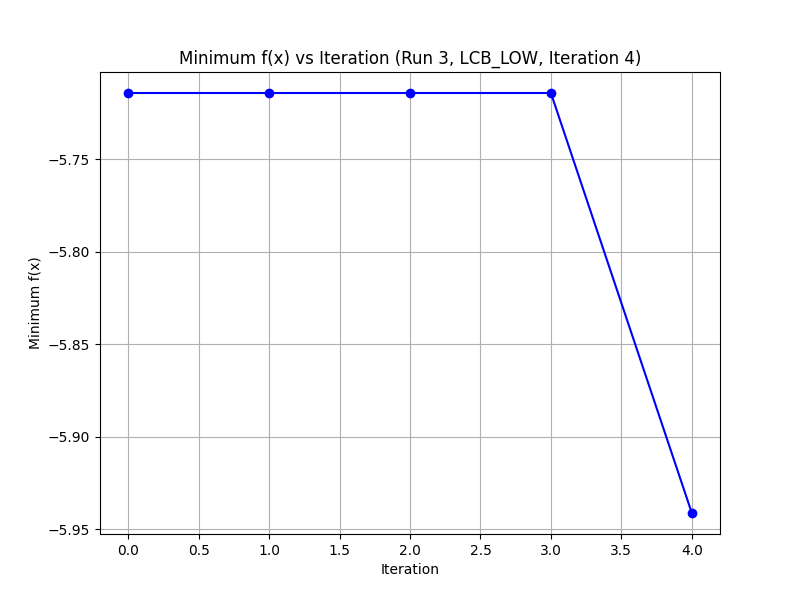 Minimum f(x) vs Iteration (Run 3, LCB_LOW, Iteration 4)
Minimum f(x)
−5.75
−5.80
−5.85
−5.90
−5.95
0.0 0.5 1.0 1.5 2.0 2.5 3.0 3.5 4.0
Iteration